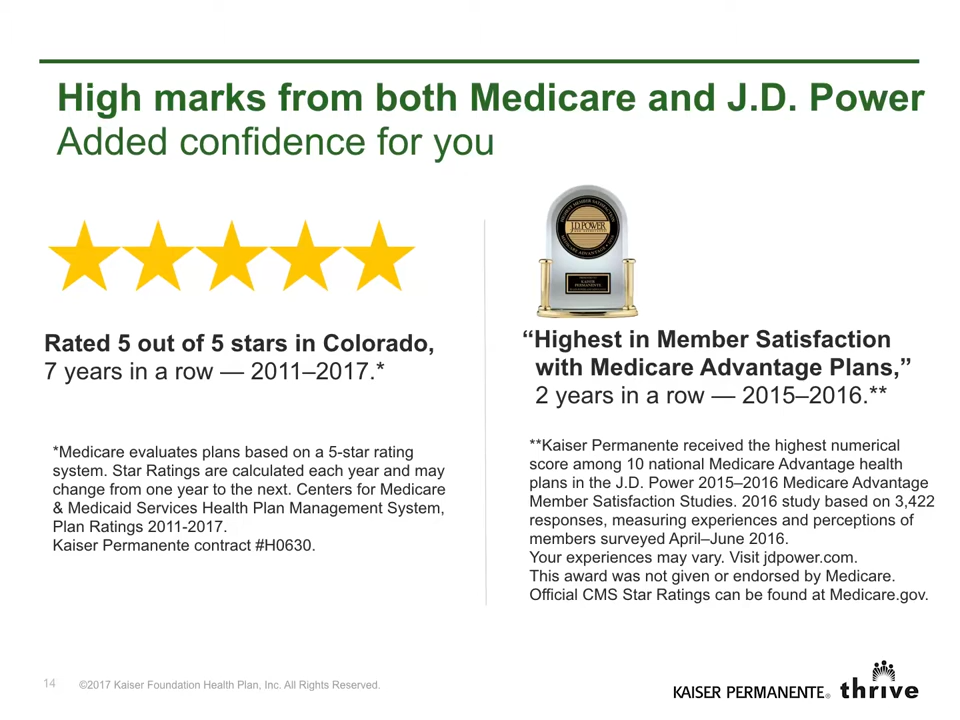 High marks from both Medicare and J.D. Power
Added confidence for you
Rated 5 out of 5 stars in Colorado,
7 years in a row — 2011–2017.*
*Medicare evaluates plans based on a 5-star rating
system. Star Ratings are calculated each year and may
change from one year to the next. Centers for Medicare
& Medicaid Services Health Plan Management System,
Plan Ratings 2011-2017.
Kaiser Permanente contract #H0630.
J.D. POWER
KAISER
PERMANENTE
“Highest in Member Satisfaction
with Medicare Advantage Plans,”
2 years in a row — 2015–2016.**
**Kaiser Permanente received the highest numerical
score among 10 national Medicare Advantage health
plans in the J.D. Power 2015–2016 Medicare Advantage
Member Satisfaction Studies. 2016 study based on 3,422
responses, measuring experiences and perceptions of
members surveyed April–June 2016.
Your experiences may vary. Visit jdpower.com.
This award was not given or endorsed by Medicare.
Official CMS Star Ratings can be found at Medicare.gov.
14 ©2017 Kaiser Foundation Health Plan, Inc. All Rights Reserved.
KAISER PERMANENTE® thrive